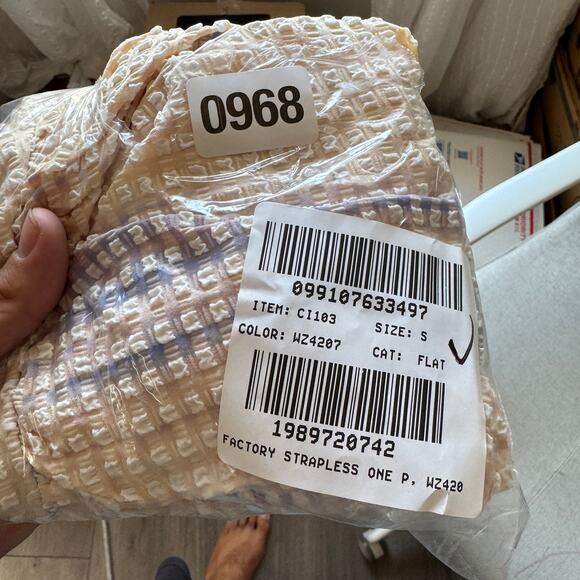 0968
099107633497
ITEM: CI103 SIZE: S
COLOR: WZ4207 CAT: FLAT
1989720742
FACTORY STRAPLESS ONE P, WZ420